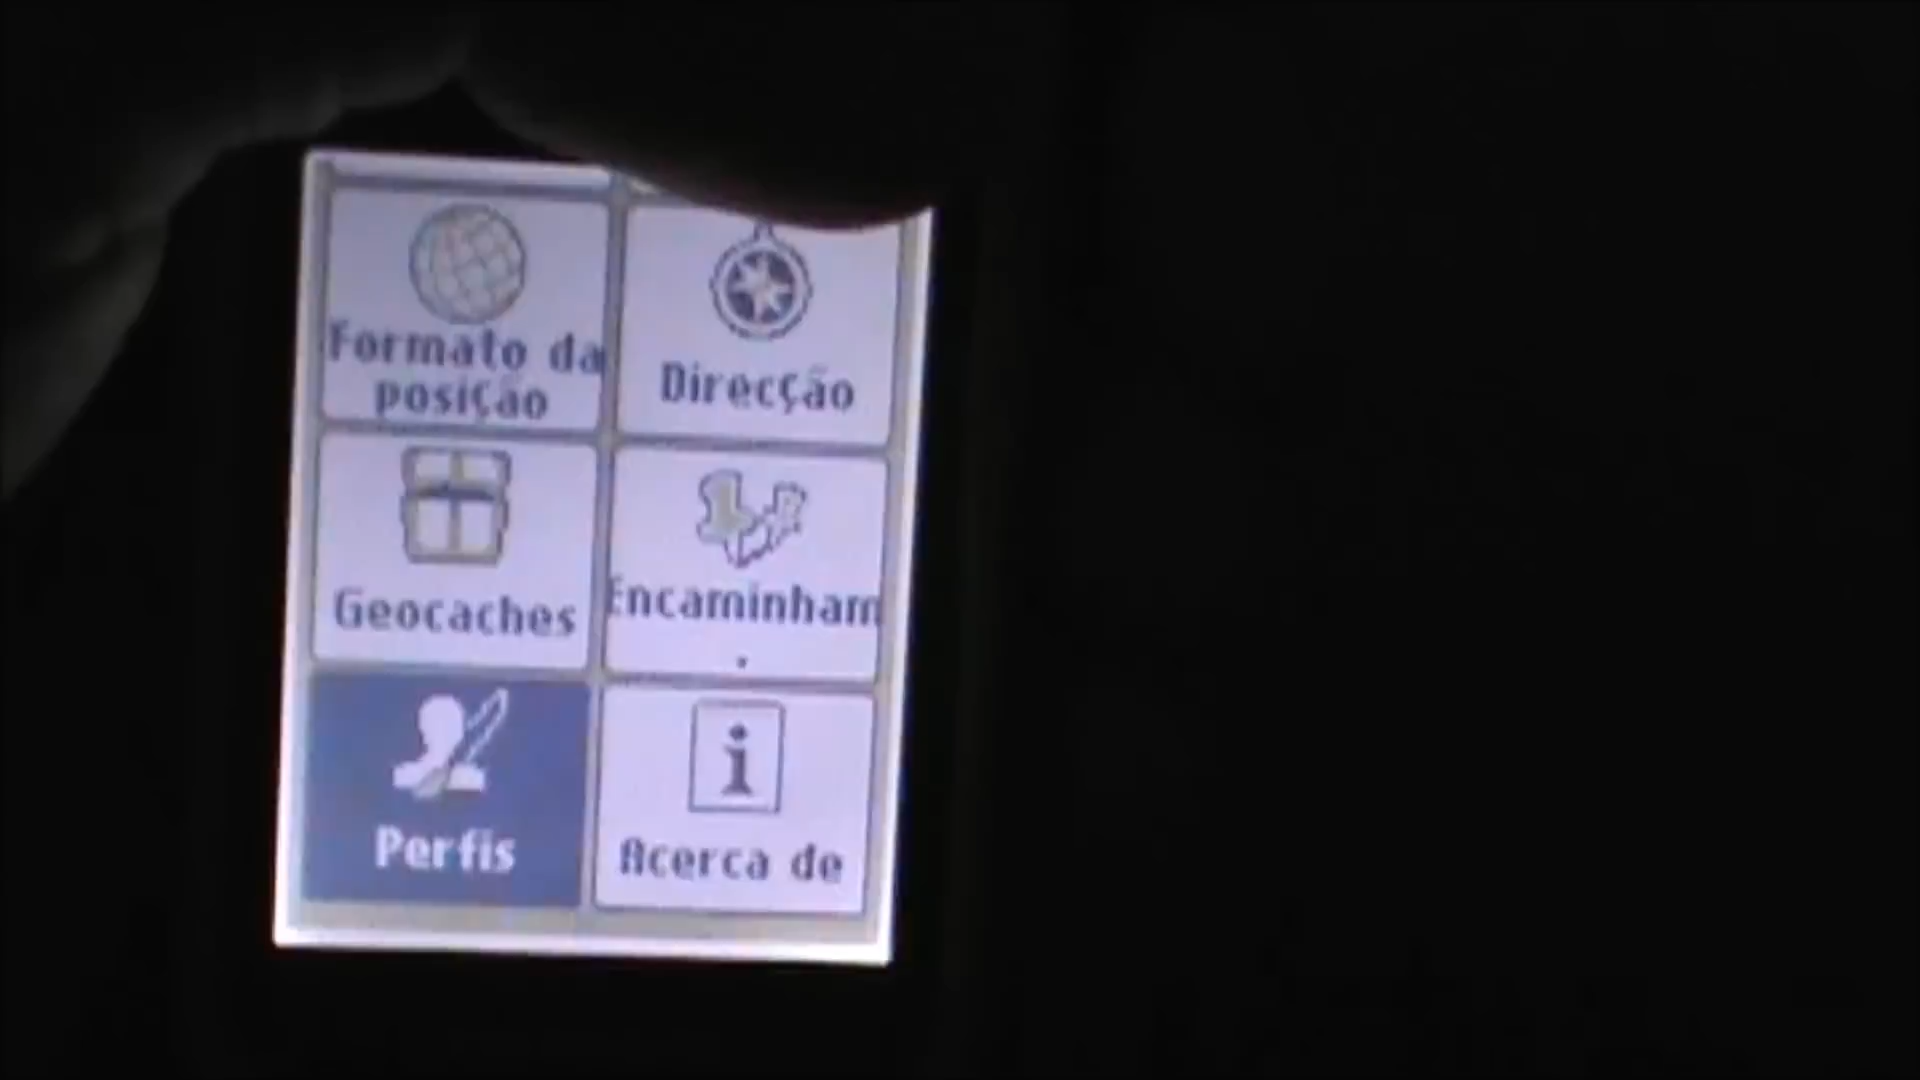 Formato da
posição
Direcção
Geocaches
Encaminham
.
Perfis
i
Acerca de